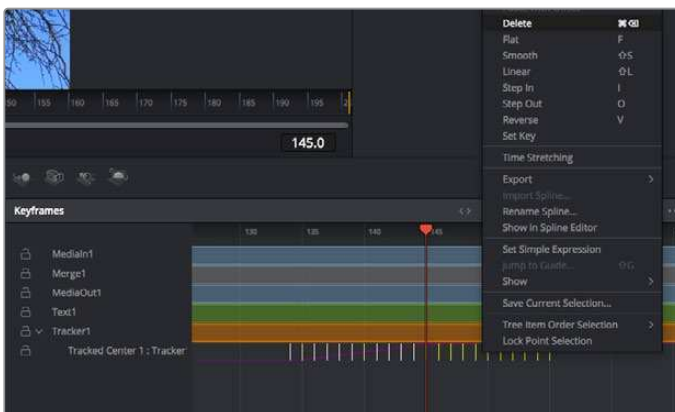 Delete ⌘⌫
Flat F
Smooth ⇧S
Linear ⇧L
Step In I
Step Out O
Reverse V
Set Key
Time Stretching
Export >
Import Spline...
Rename Spline...
Show in Spline Editor
Set Simple Expression
Jump to Guide... ⇧G
Show >
Save Current Selection...
Tree Item Order Selection >
Lock Point Selection
155 160 165 170 175 180 185 190 195
145.0
Keyframes
130 135 140 145
MediaIn1
Merge1
MediaOut1
Text1
Tracker1
Tracked Center 1 : Tracker